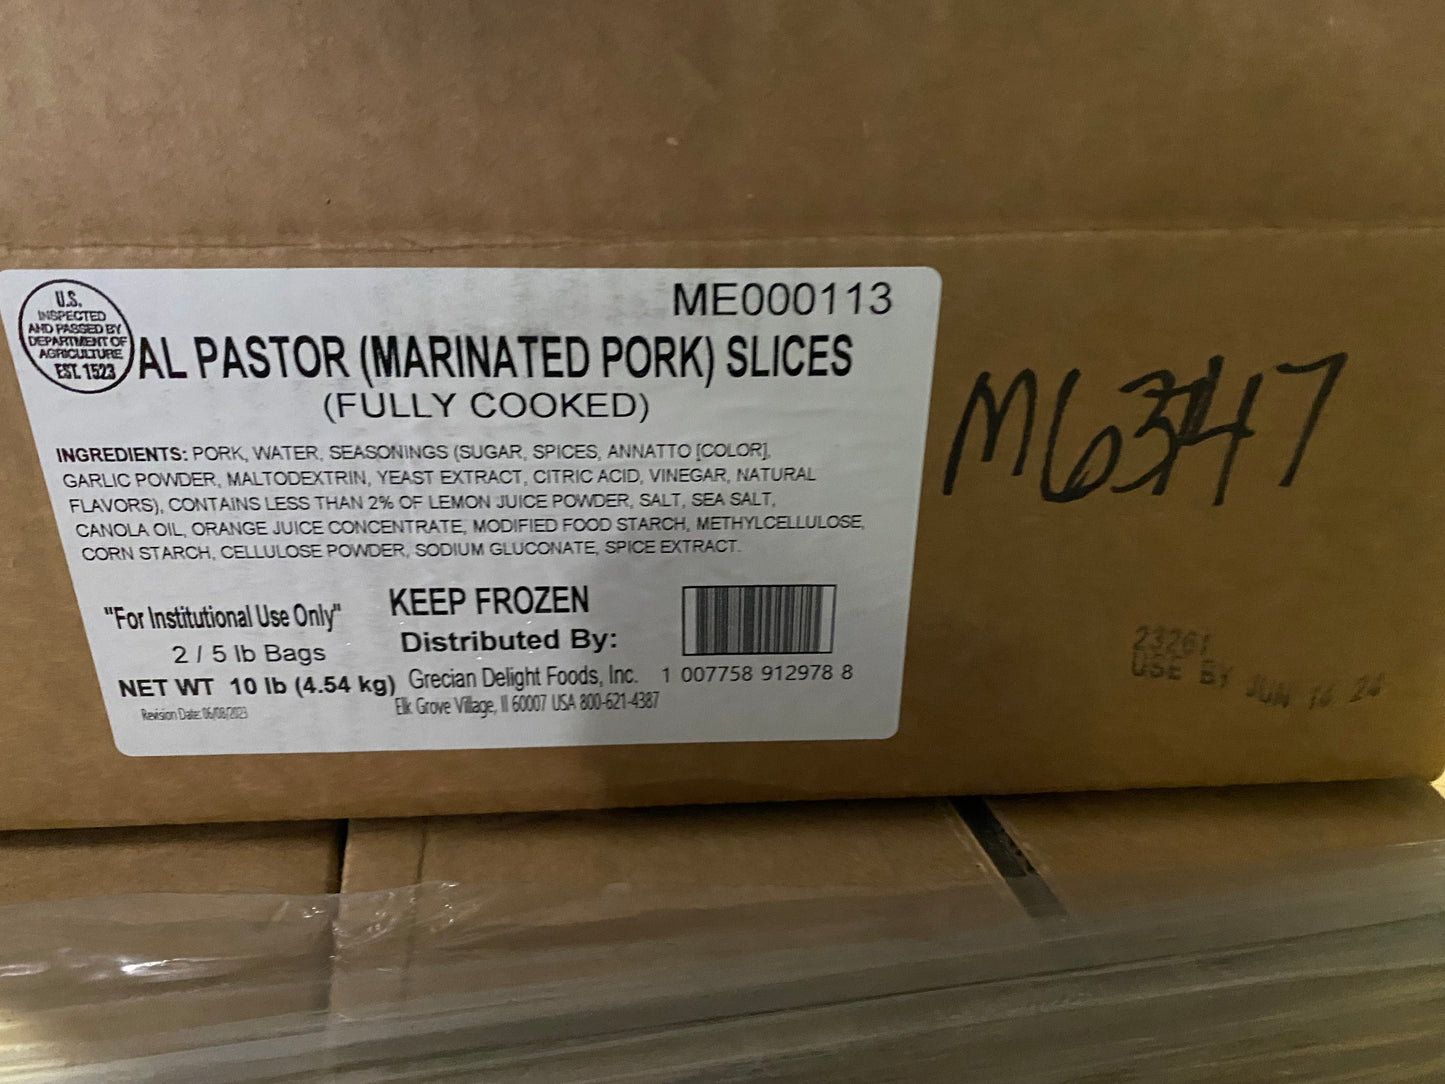 U.S.
INSPECTED
AND PASSED BY
DEPARTMENT OF
AGRICULTURE
EST. 1523
ME000113
AL PASTOR (MARINATED PORK) SLICES
(FULLY COOKED)
INGREDIENTS: PORK, WATER, SEASONINGS (SUGAR, SPICES, ANNATTO [COLOR],
GARLIC POWDER, MALTODEXTRIN, YEAST EXTRACT, CITRIC ACID, VINEGAR, NATURAL
FLAVORS), CONTAINS LESS THAN 2% OF LEMON JUICE POWDER, SALT, SEA SALT,
CANOLA OIL, ORANGE JUICE CONCENTRATE, MODIFIED FOOD STARCH, METHYLCELLULOSE,
CORN STARCH, CELLULOSE POWDER, SODIUM GLUCONATE, SPICE EXTRACT.
"For Institutional Use Only"
2 / 5 lb Bags
NET WT 10 lb (4.54 kg)
Revision Date: 06/08/2023
KEEP FROZEN
Distributed By:
Grecian Delight Foods, Inc.
Elk Grove Village, Il 60007 USA 800-621-4387
1 007758 912978 8
23261
USE BY JUN 24